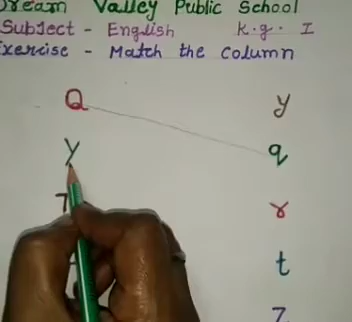 Dream Valley Public School
Subject - English K.g. I
Exercise - Match the column
Q y
Y q
r
t
z